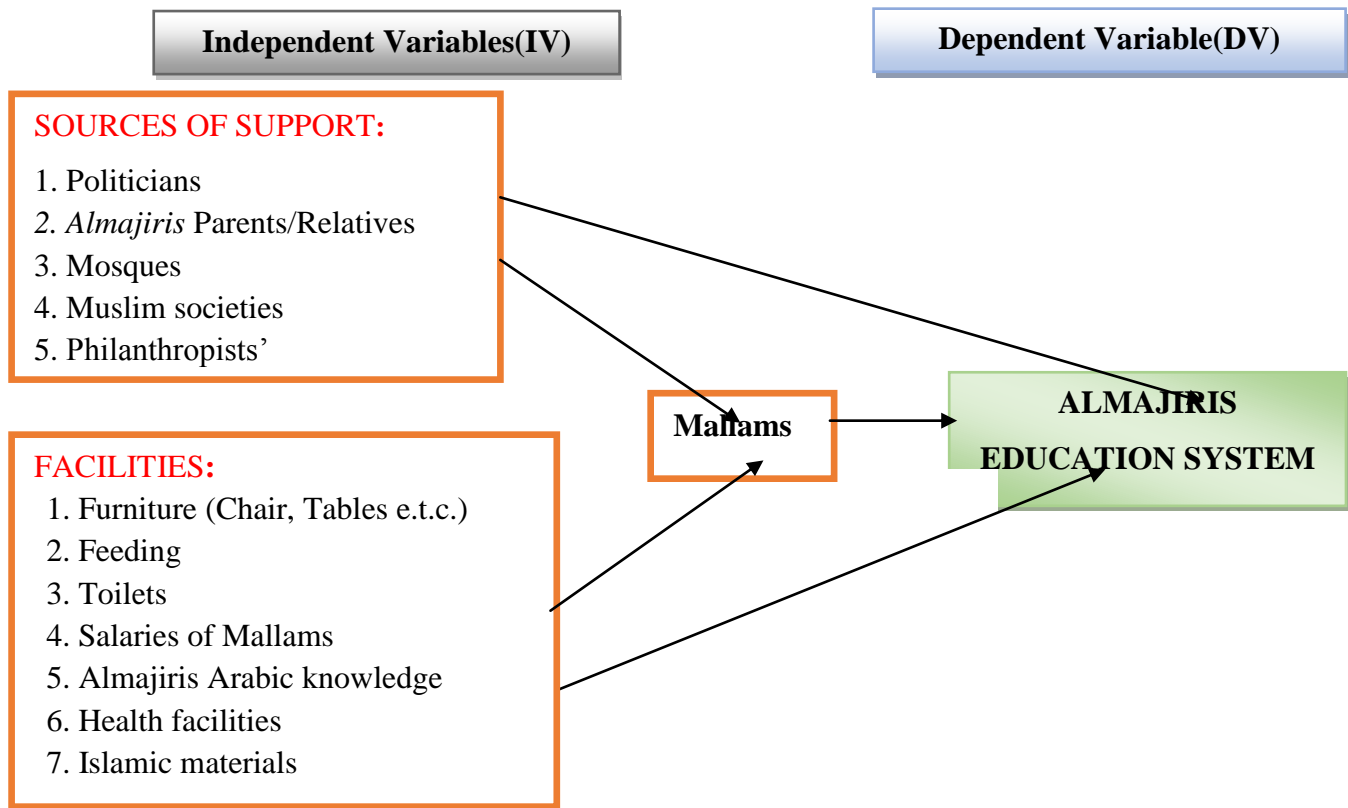 Independent Variables(IV)
Dependent Variable(DV)
SOURCES OF SUPPORT:
1. Politicians
2. Almajiris Parents/Relatives
3. Mosques
4. Muslim societies
5. Philanthropists’
Mallams
ALMAJIRIS
EDUCATION SYSTEM
FACILITIES:
1. Furniture (Chair, Tables e.t.c.)
2. Feeding
3. Toilets
4. Salaries of Mallams
5. Almajiris Arabic knowledge
6. Health facilities
7. Islamic materials